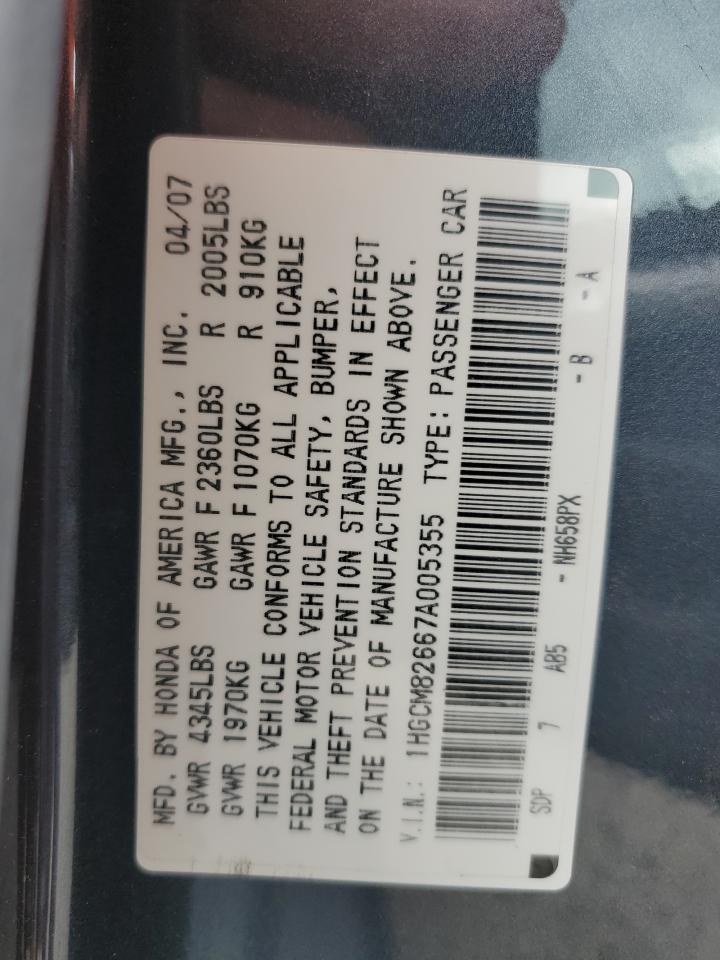 MFD. BY HONDA OF AMERICA MFG., INC. 04/07
GVWR 4345LBS GAWR F 2360LBS R 2005LBS
GVWR 1970KG GAWR F 1070KG R 910KG
THIS VEHICLE CONFORMS TO ALL APPLICABLE
FEDERAL MOTOR VEHICLE SAFETY, BUMPER,
AND THEFT PREVENTION STANDARDS IN EFFECT
ON THE DATE OF MANUFACTURE SHOWN ABOVE.
V.I.N.: 1HGCM82667A005355 TYPE: PASSENGER CAR
SDP 7 AB5 - NH658PX - B - A